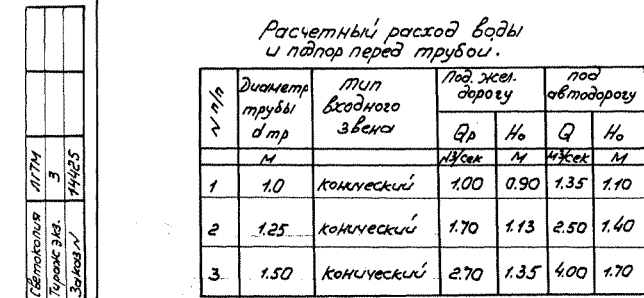 Расчетный расход воды
и подпор перед трубой.
N п/п | Диаметр трубы d тр | Тип входного звена | Под. жел. дорогу | под автодорогу
Qр | Hо | Q | Hо
М | М³/сек | М | М³/сек | М
1 | 1.0 | конический | 1.00 | 0.90 | 1.35 | 1.10
2 | 1.25 | конический | 1.70 | 1.13 | 2.50 | 1.40
3 | 1.50 | конический | 2.70 | 1.35 | 4.00 | 1.70
Светокопия ЛГТМ
Тираж экз. 3
Заказ N 14425